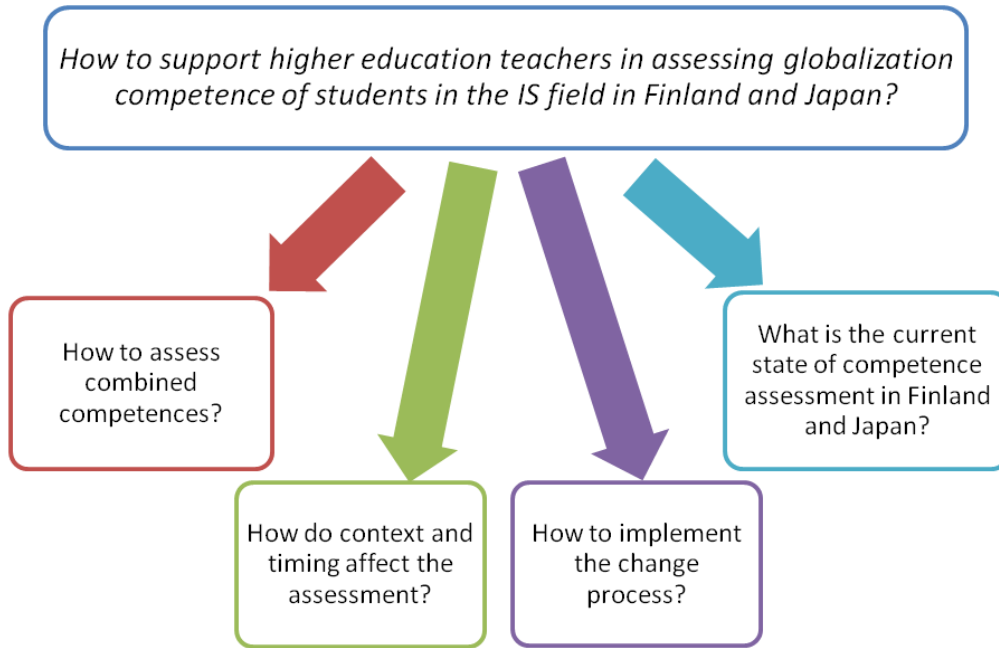 How to support higher education teachers in assessing globalization
competence of students in the IS field in Finland and Japan?
How to assess
combined
competences?
How do context and
timing affect the
assessment?
How to implement
the change
process?
What is the current
state of competence
assessment in Finland
and Japan?